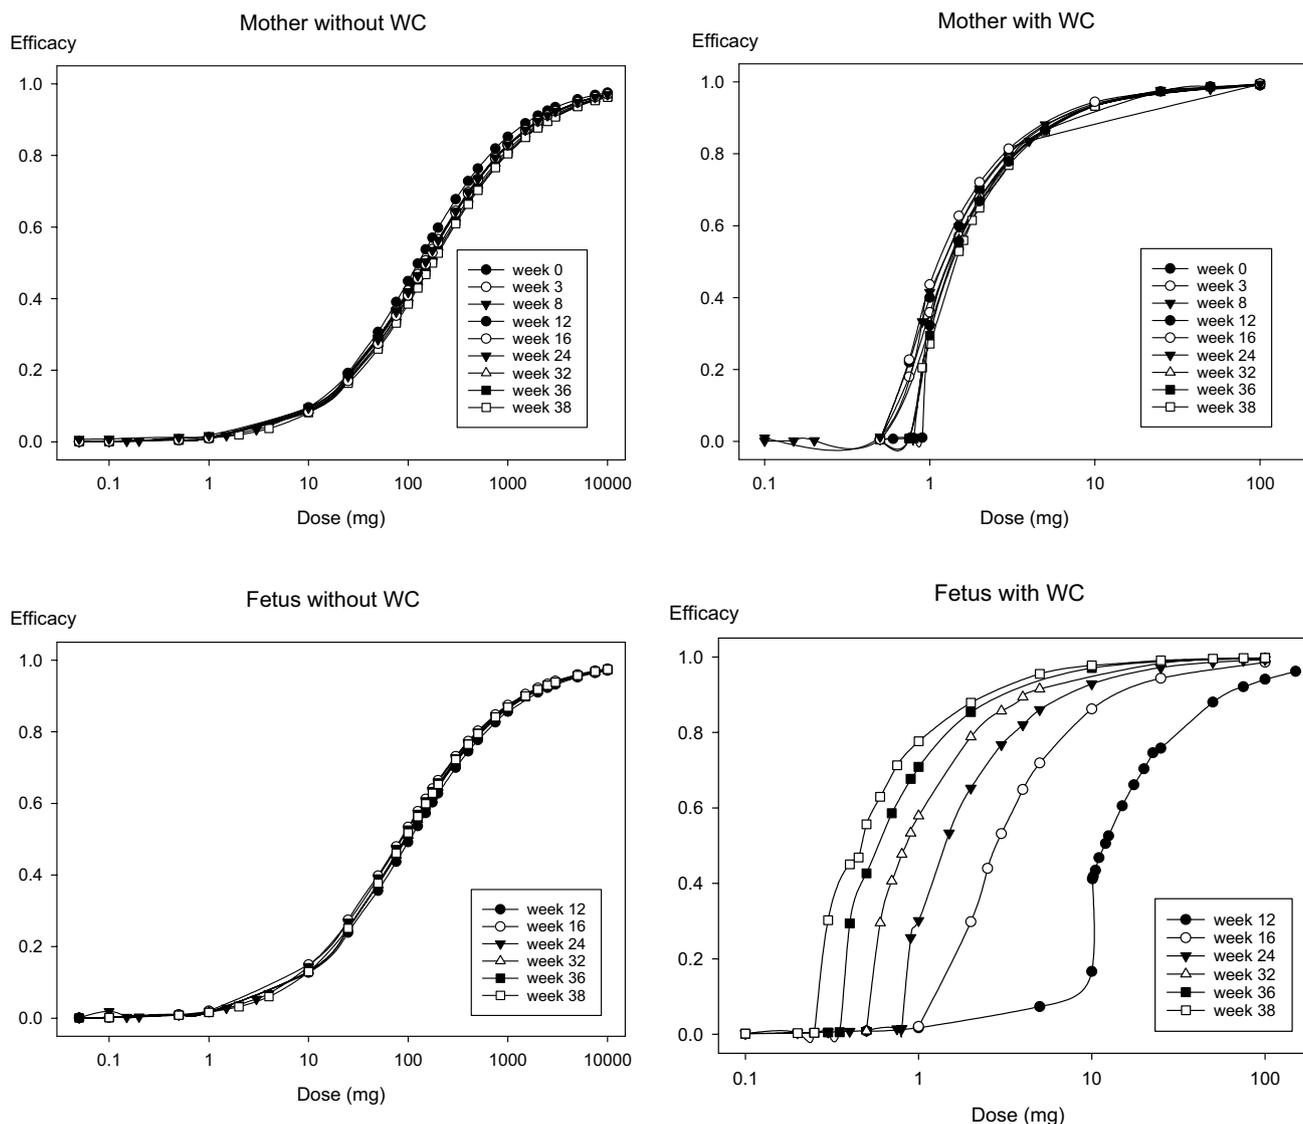 Mother without WC
Efficacy
1.0
0.8
0.6
0.4
0.2
0.0
week 0
week 3
week 8
week 12
week 16
week 24
week 32
week 36
week 38
0.1 1 10 100 1000 10000
Dose (mg)
Mother with WC
Efficacy
1.0
0.8
0.6
0.4
0.2
0.0
week 0
week 3
week 8
week 12
week 16
week 24
week 32
week 36
week 38
0.1 1 10 100
Dose (mg)
Fetus without WC
Efficacy
1.0
0.8
0.6
0.4
0.2
0.0
week 12
week 16
week 24
week 32
week 36
week 38
0.1 1 10 100 1000 10000
Dose (mg)
Fetus with WC
Efficacy
1.0
0.8
0.6
0.4
0.2
0.0
week 12
week 16
week 24
week 32
week 36
week 38
0.1 1 10 100
Dose (mg)